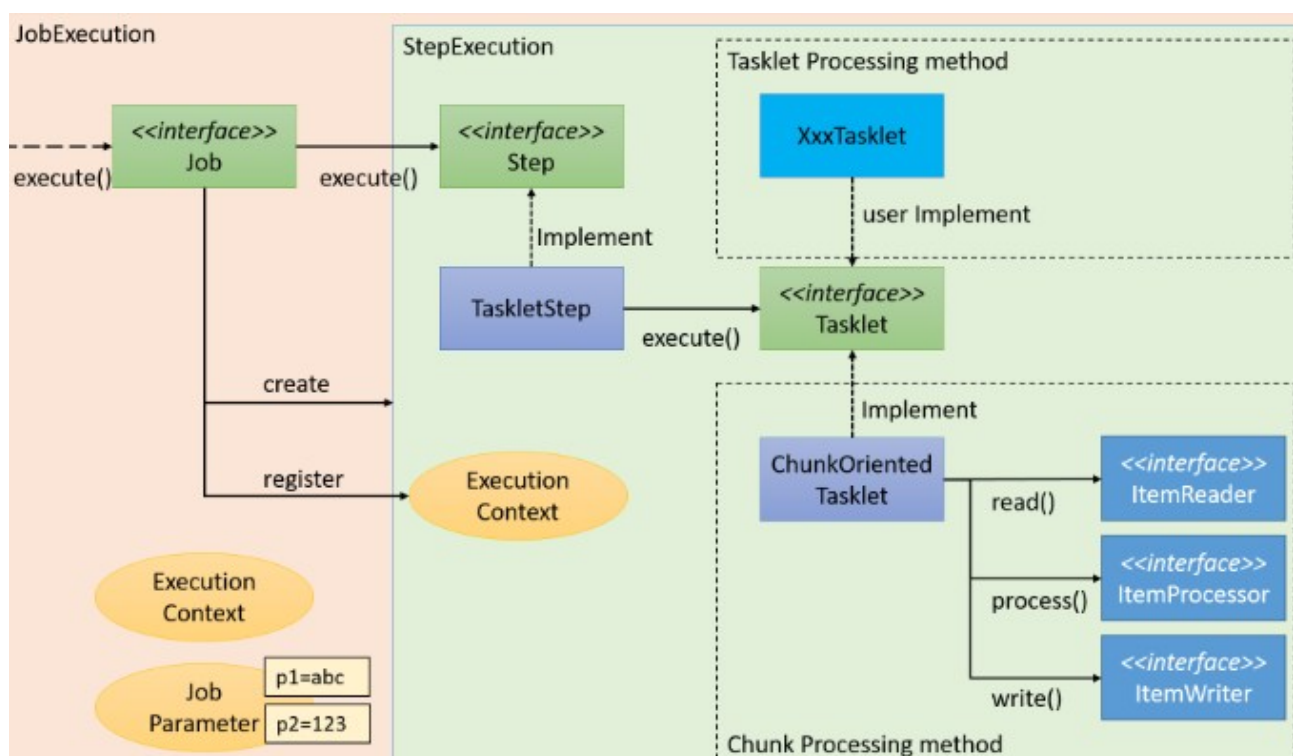 JobExecution
StepExecution
Tasklet Processing method
<<interface>>
Job
<<interface>>
Step
XxxTasklet
execute()
execute()
user Implement
Implement
TaskletStep
<<interface>>
Tasklet
execute()
create
Implement
register
Execution
Context
ChunkOriented
Tasklet
<<interface>>
ItemReader
read()
<<interface>>
ItemProcessor
process()
<<interface>>
ItemWriter
write()
Execution
Context
Job
Parameter
p1=abc
p2=123
Chunk Processing method